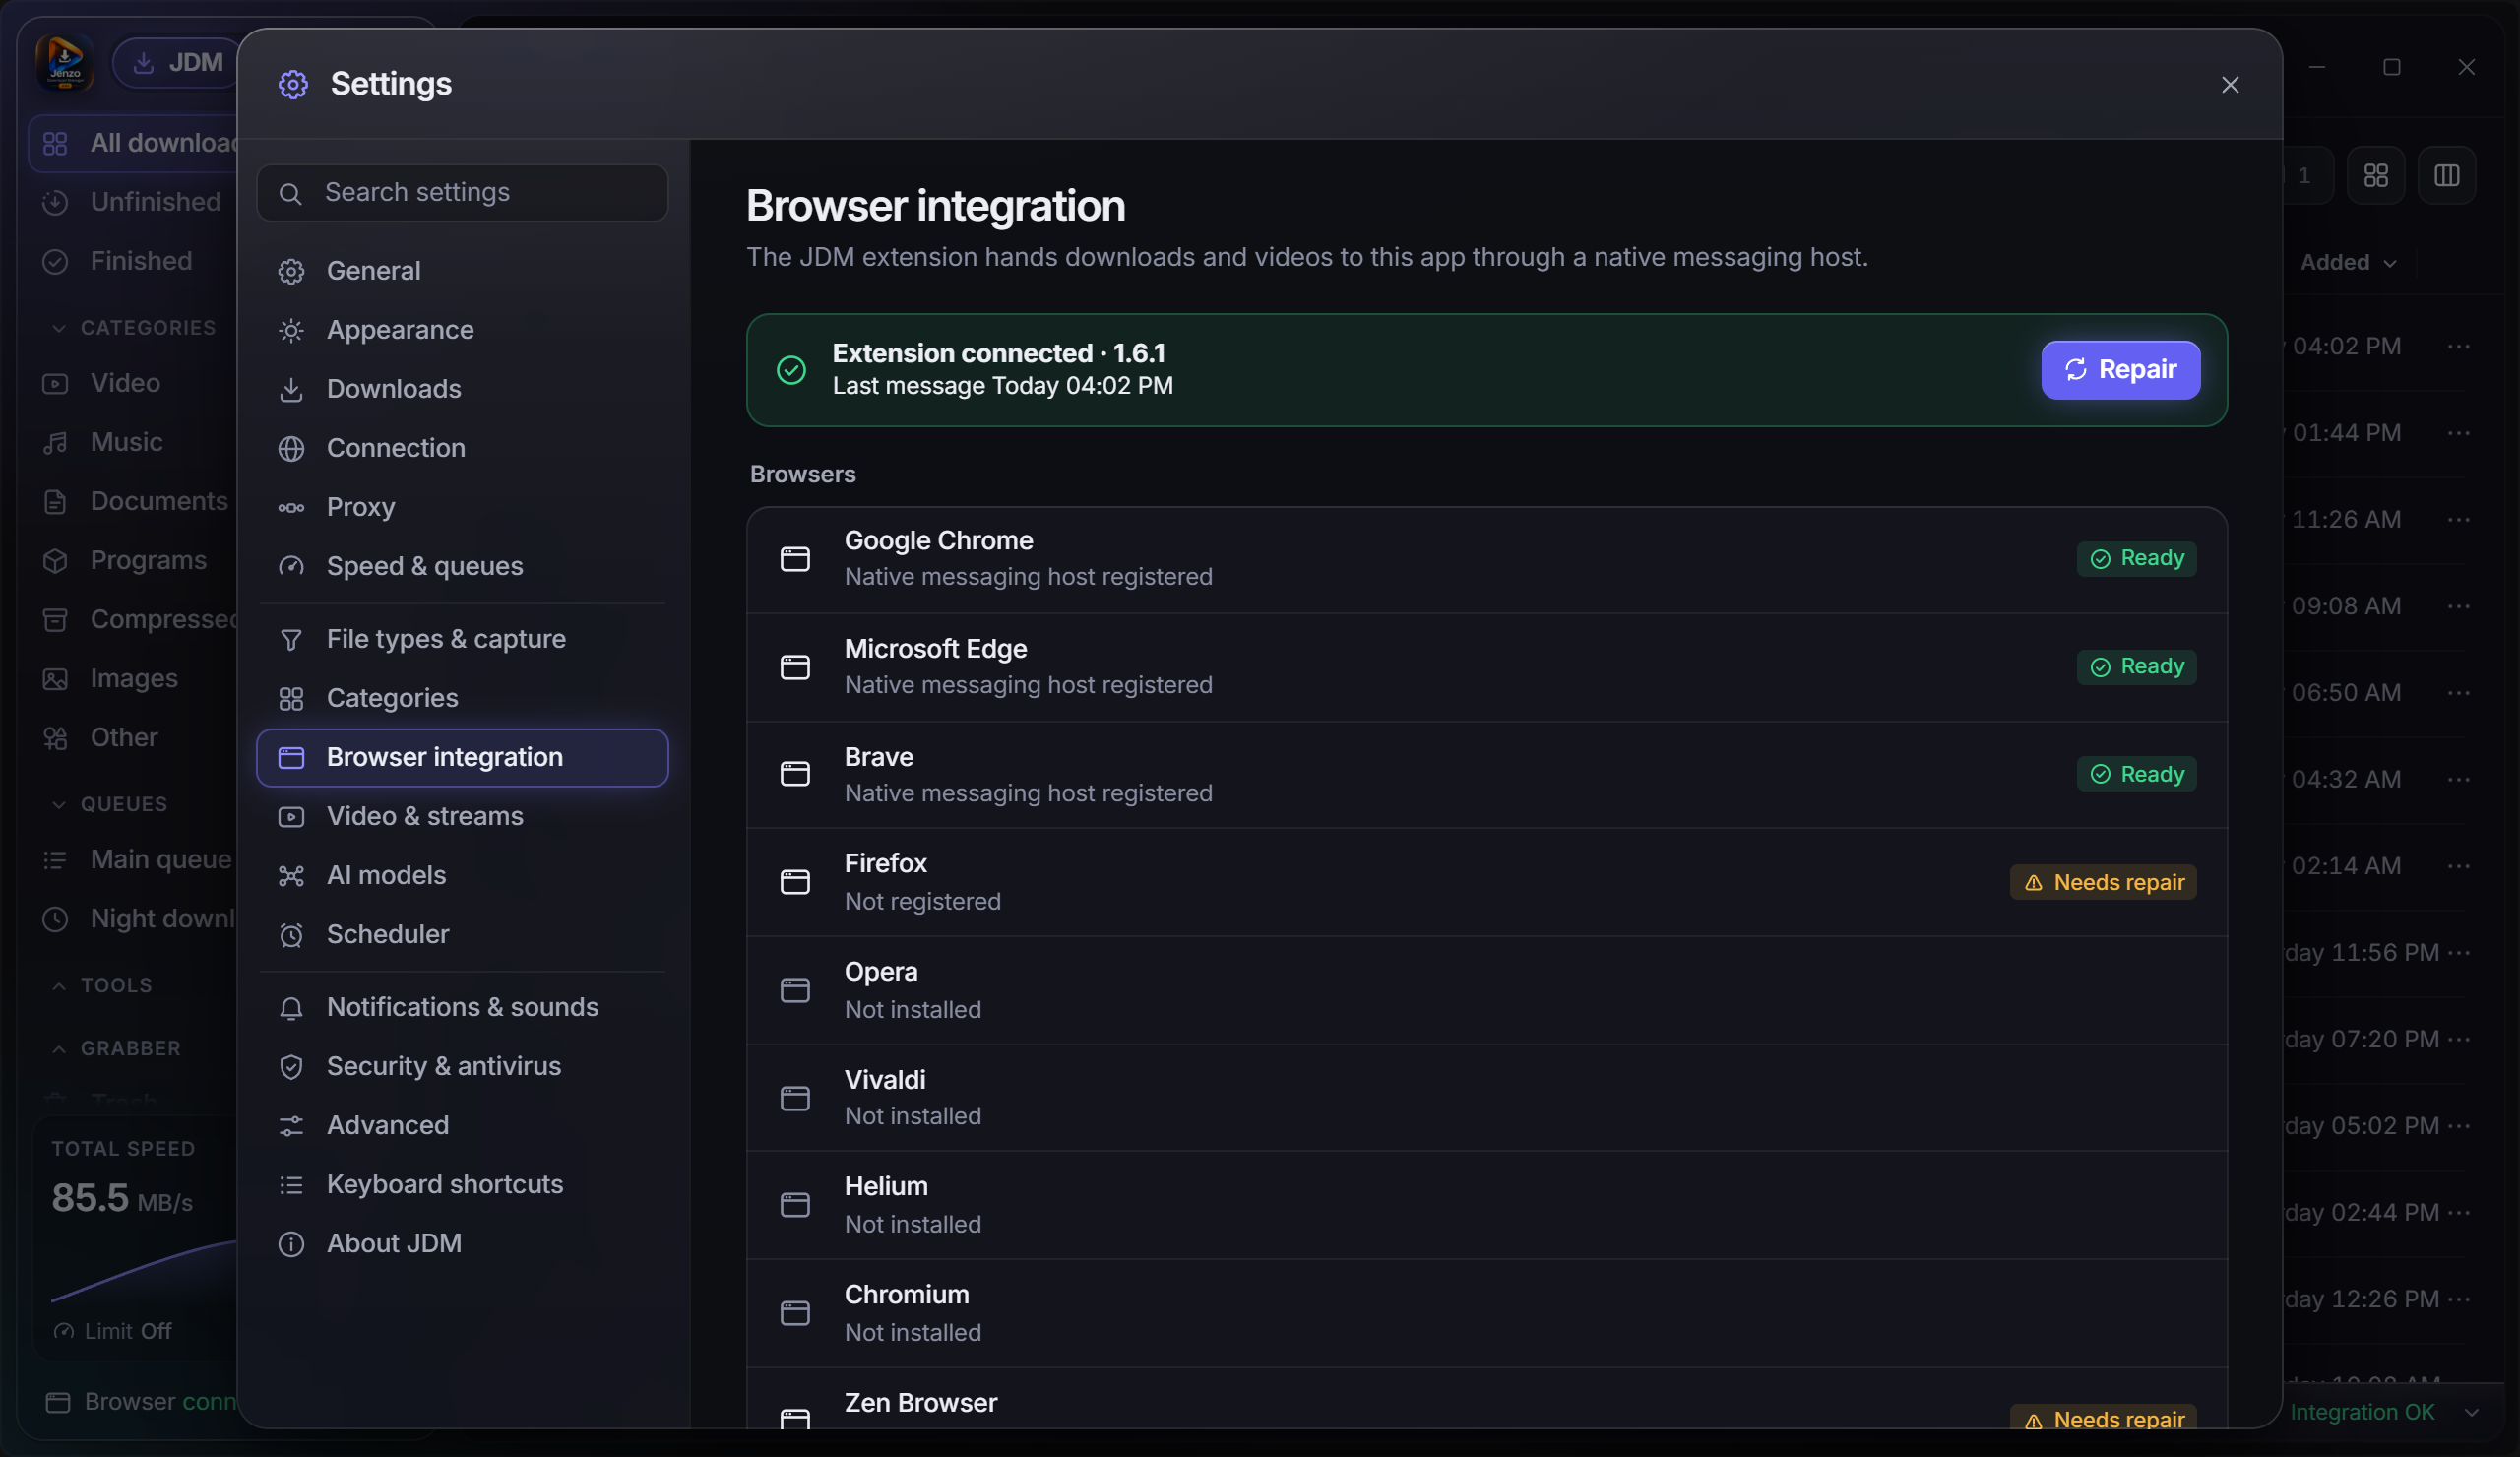 Jenzo
JDM
All downloac
Unfinished
Finished
CATEGORIES
Video
Music
Documents
Programs
Compressed
Images
Other
QUEUES
Main queue
Night downl
TOOLS
GRABBER
Trash
TOTAL SPEED
85.5 MB/s
Limit Off
Browser conn
Settings
Search settings
General
Appearance
Downloads
Connection
Proxy
Speed & queues
File types & capture
Categories
Browser integration
Video & streams
AI models
Scheduler
Notifications & sounds
Security & antivirus
Advanced
Keyboard shortcuts
About JDM
Browser integration
The JDM extension hands downloads and videos to this app through a native messaging host.
Extension connected · 1.6.1
Last message Today 04:02 PM
Repair
Browsers
Google Chrome
Native messaging host registered
Ready
Microsoft Edge
Native messaging host registered
Ready
Brave
Native messaging host registered
Ready
Firefox
Not registered
Needs repair
Opera
Not installed
Vivaldi
Not installed
Helium
Not installed
Chromium
Not installed
Zen Browser
Needs repair
1
Added
04:02 PM
01:44 PM
11:26 AM
09:08 AM
06:50 AM
04:32 AM
02:14 AM
day 11:56 PM
day 07:20 PM
day 05:02 PM
day 02:44 PM
day 12:26 PM
day 10:08 AM
Integration OK